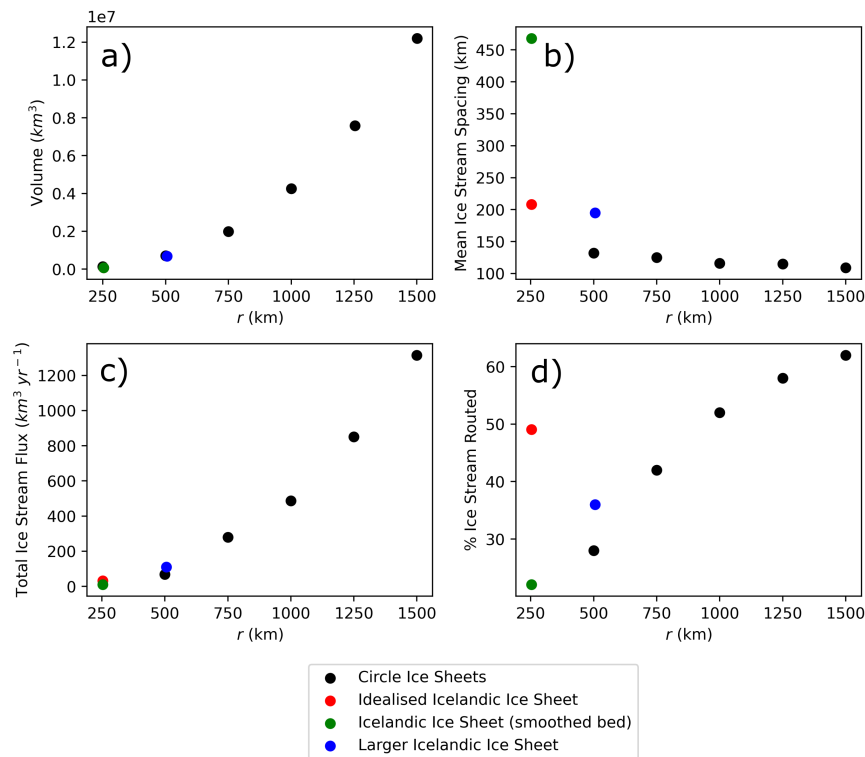 1e7
a)
1.2
1.0
0.8
0.6
0.4
0.2
0.0
Volume (km³)
250 500 750 1000 1250 1500
r (km)
b)
450
400
350
300
250
200
150
100
Mean Ice Stream Spacing (km)
250 500 750 1000 1250 1500
r (km)
c)
1200
1000
800
600
400
200
0
Total Ice Stream Flux (km³ yr⁻¹)
250 500 750 1000 1250 1500
r (km)
d)
60
50
40
30
% Ice Stream Routed
250 500 750 1000 1250 1500
r (km)
Circle Ice Sheets
Idealised Icelandic Ice Sheet
Icelandic Ice Sheet (smoothed bed)
Larger Icelandic Ice Sheet